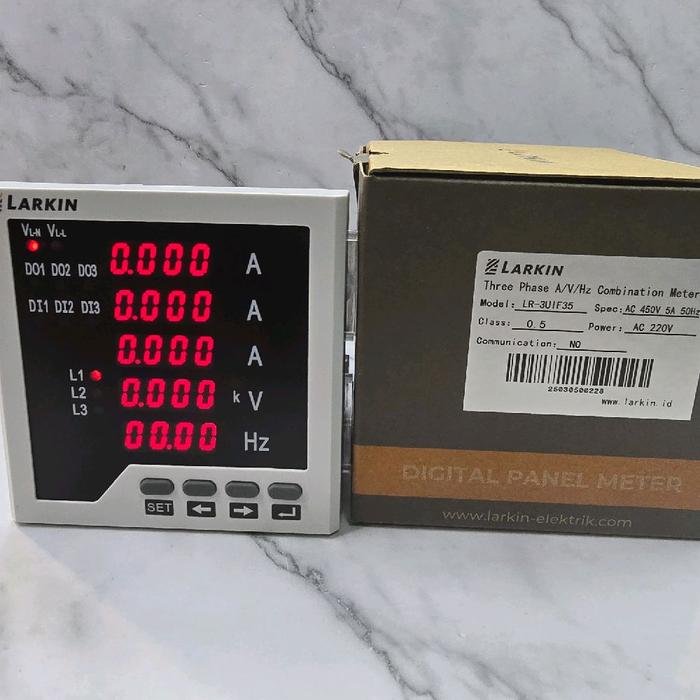 LARKIN
VL-N VL-L
DO1 DO2 DO3 0.000 A
DI1 DI2 DI3 0.000 A
0.000 A
L1
L2 0.000 k V
L3
00.00 Hz
SET
LARKIN
Three Phase A/V/Hz Combination Meter
Model: LR-3UIF35 Spec: AC 450V 5A 50Hz
Class: 0.5 Power: AC 220V
Communication: NO
25030500228
www.larkin.id
DIGITAL PANEL METER
www.larkin-elektrik.com